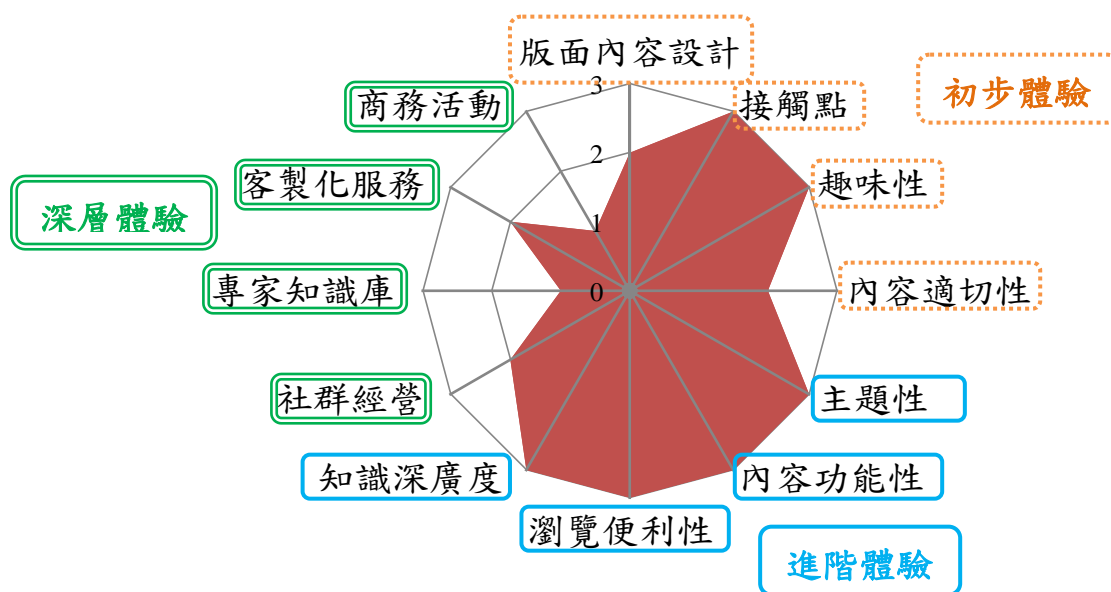 版面內容設計
3
接觸點
初步體驗
商務活動
2
趣味性
客製化服務
深層體驗
1
專家知識庫
0
內容適切性
社群經營
主題性
知識深廣度
內容功能性
瀏覽便利性
進階體驗